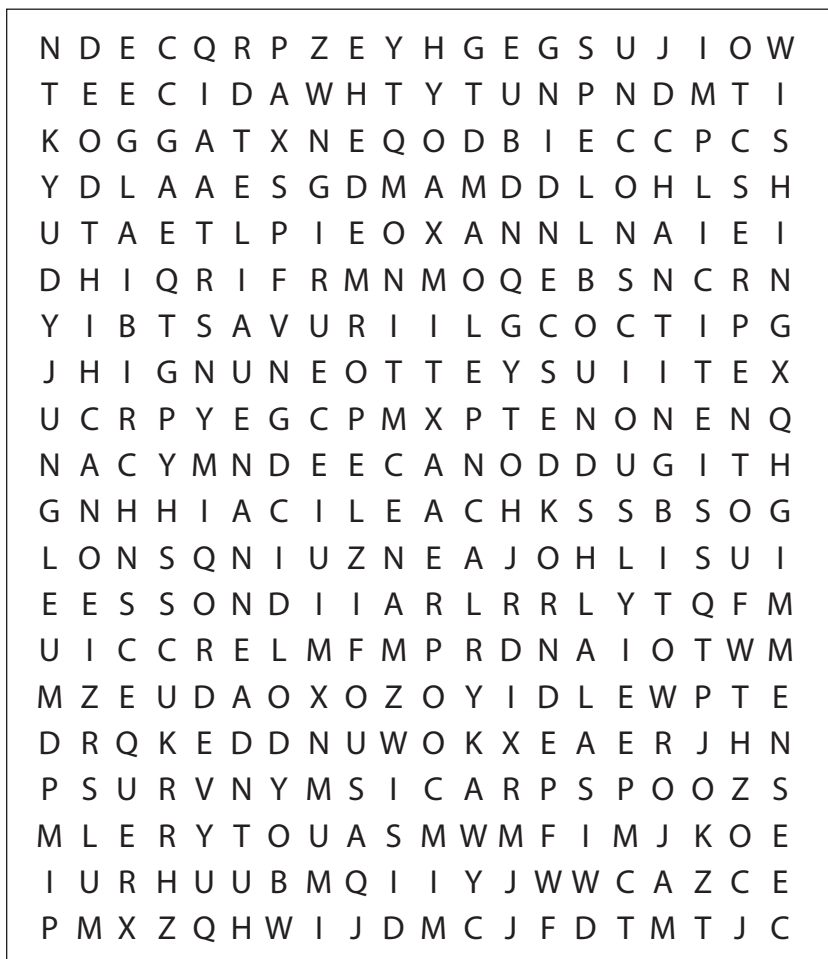 N D E C Q R P Z E Y H G E G S U J I O W
T E E C I D A W H T Y T U N P N D M T I
K O G G A T X N E Q O D B I E C C P C S
Y D L A A E S G D M A M D D L O H L S H
U T A E T L P I E O X A N N L N A I E I
D H I Q R I F R M N M O Q E B S N C R N
Y I B T S A V U R I I L G C O C T I P G
J H I G N U N E O T T E Y S U I I T E X
U C R P Y E G C P M X P T E N O N E N Q
N A C Y M N D E E C A N O D D U G I T H
G N H H I A C I L E A C H K S S B S O G
L O N S Q N I U Z N E A J O H L I S U I
E E S S O N D I I A R L R R L Y T Q F M
U I C C R E L M F M P R D N A I O T W M
M Z E U D A O X O Z O Y I D L E W P T E
D R Q K E D D N U W O K X E A E R J H N
P S U R V N Y M S I C A R P S P O O Z S
M L E R Y T O U A S M W M F I M J K O E
I U R H U U B M Q I I Y J W W C A Z C E
P M X Z Q H W I J D M C J F D T M T J C